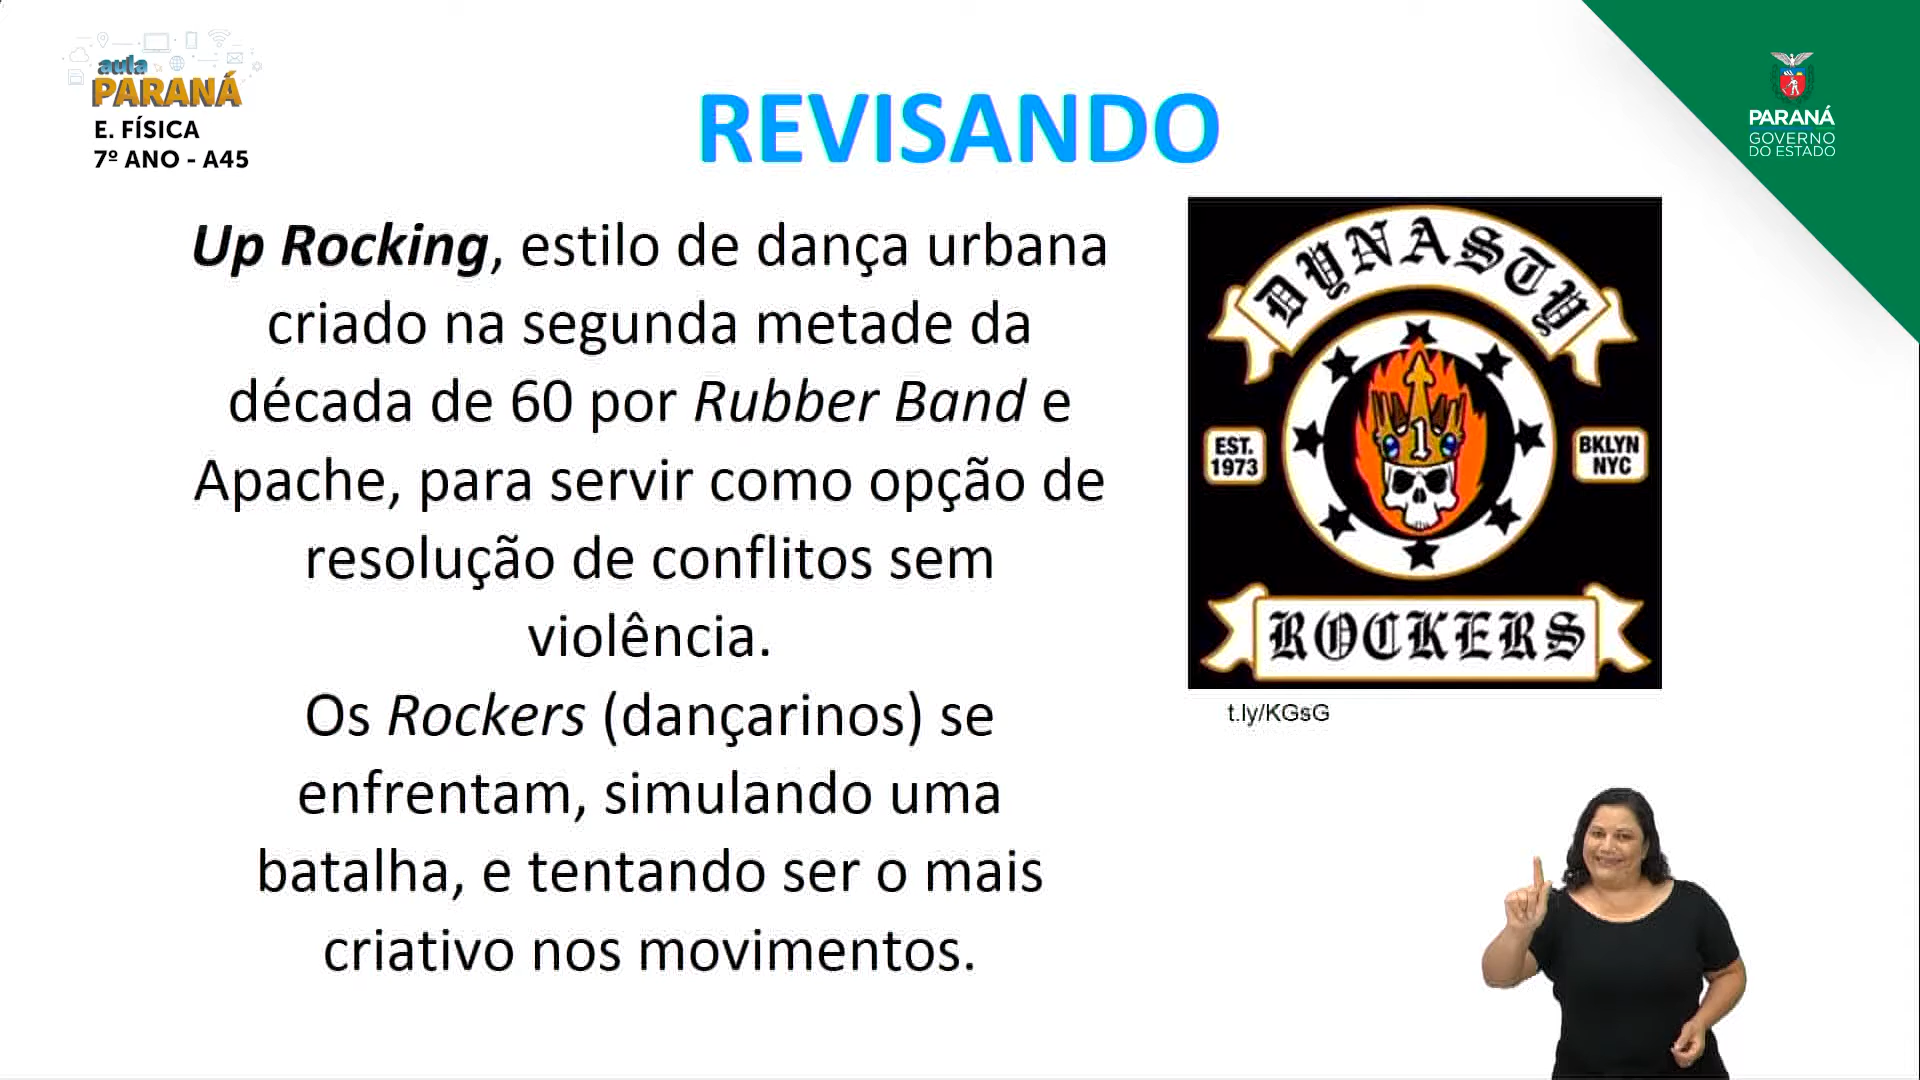 aula
PARANÁ
E. FÍSICA
7º ANO - A45
REVISANDO
PARANÁ
GOVERNO
DO ESTADO
Up Rocking, estilo de dança urbana
criado na segunda metade da
década de 60 por Rubber Band e
Apache, para servir como opção de
resolução de conflitos sem
violência.
Os Rockers (dançarinos) se
enfrentam, simulando uma
batalha, e tentando ser o mais
criativo nos movimentos.
DYNASTY
EST.
1973
1
BKLYN
NYC
ROCKERS
t.ly/KGsG